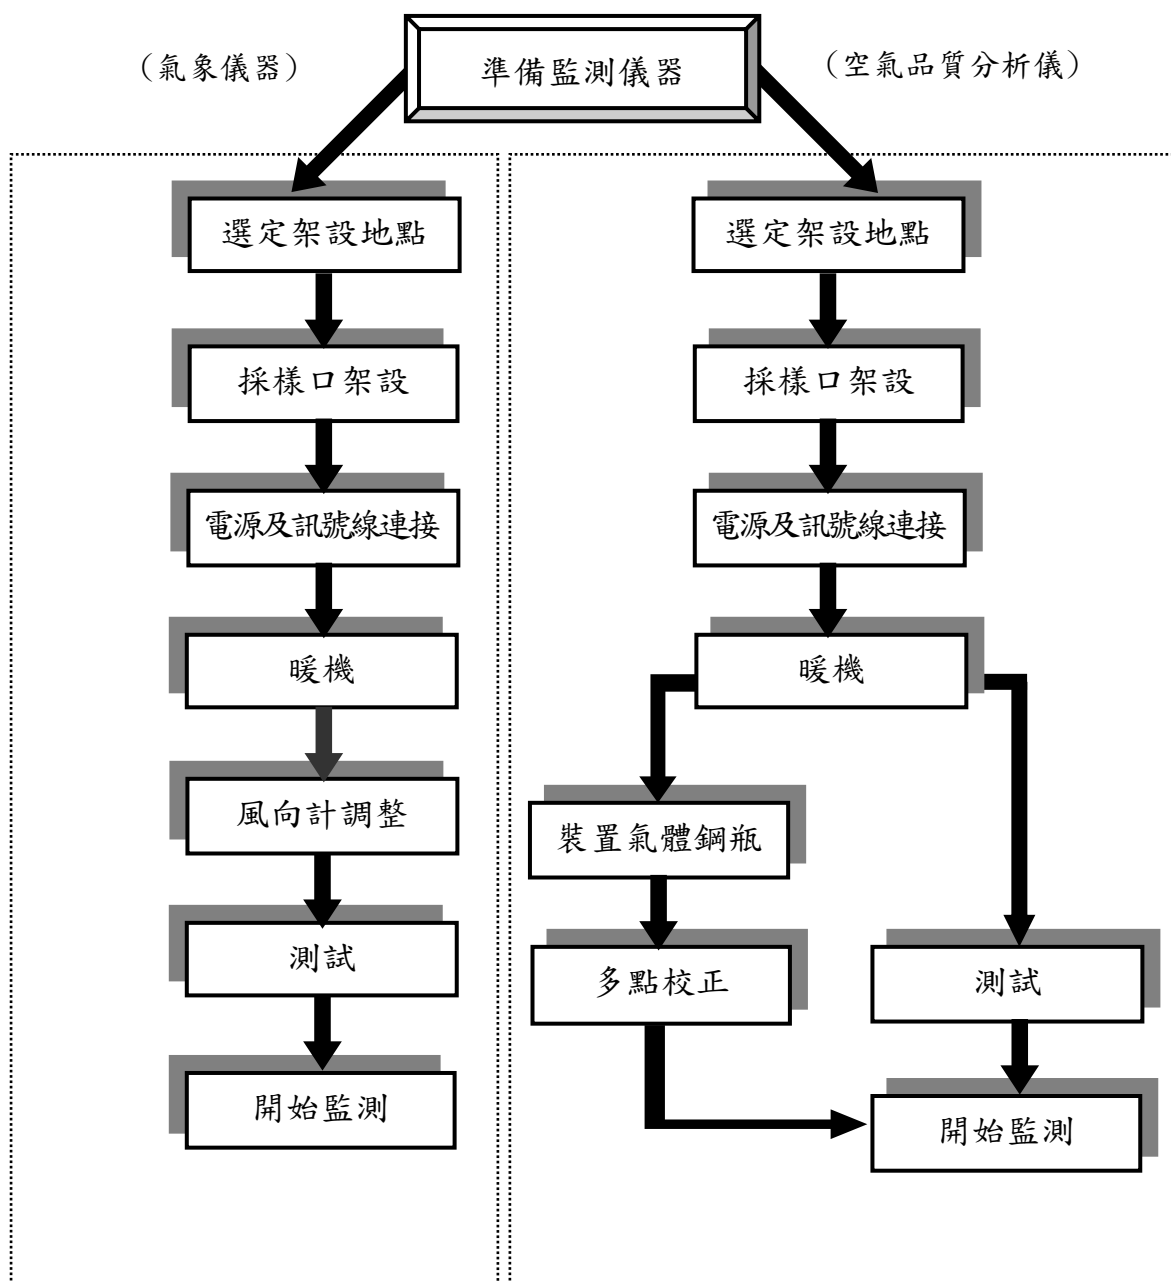 準備監測儀器
（氣象儀器）
（空氣品質分析儀）
選定架設地點
採樣口架設
電源及訊號線連接
暖機
風向計調整
測試
開始監測
選定架設地點
採樣口架設
電源及訊號線連接
暖機
裝置氣體鋼瓶
多點校正
測試
開始監測